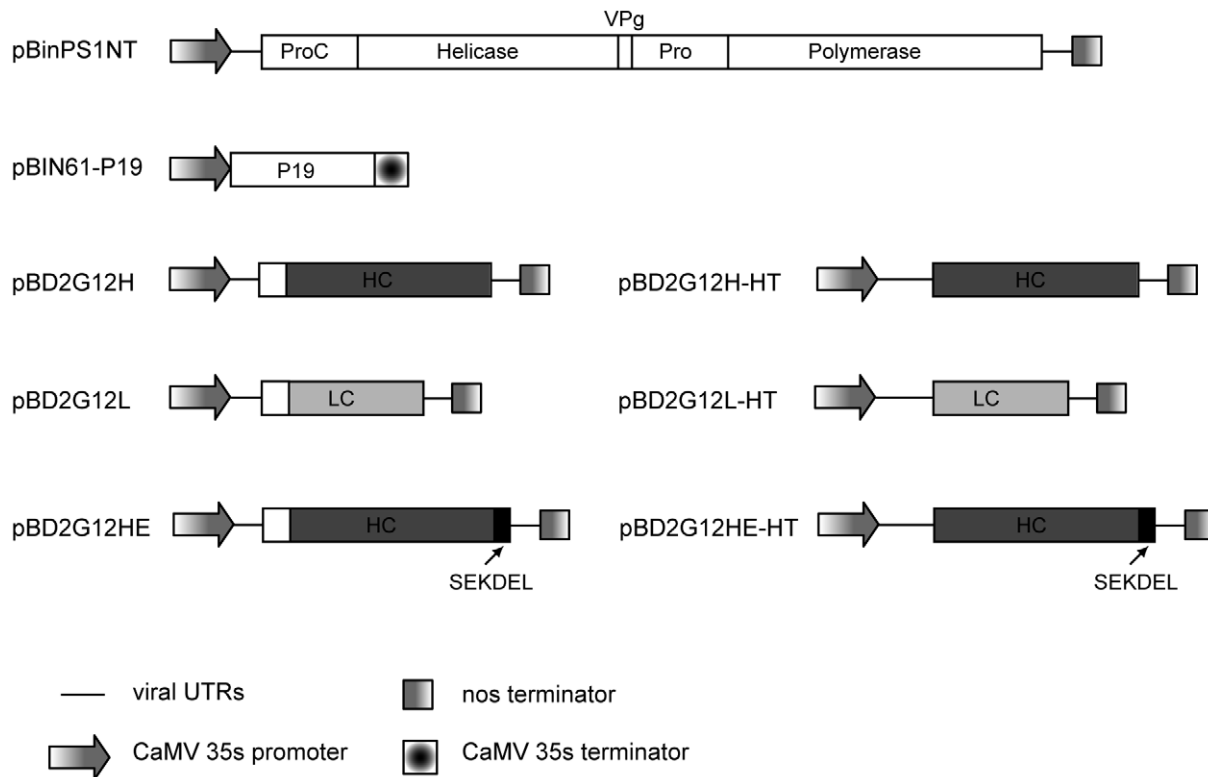 VPg
pBinPS1NT
ProC
Helicase
Pro
Polymerase
pBIN61-P19
P19
pBD2G12H
HC
pBD2G12H-HT
HC
pBD2G12L
LC
pBD2G12L-HT
LC
pBD2G12HE
HC
SEKDEL
pBD2G12HE-HT
HC
SEKDEL
viral UTRs
nos terminator
CaMV 35s promoter
CaMV 35s terminator